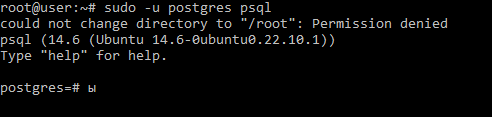 root@user:~# sudo -u postgres psql
could not change directory to "/root": Permission denied
psql (14.6 (Ubuntu 14.6-0ubuntu0.22.10.1))
Type "help" for help.
postgres=# ы